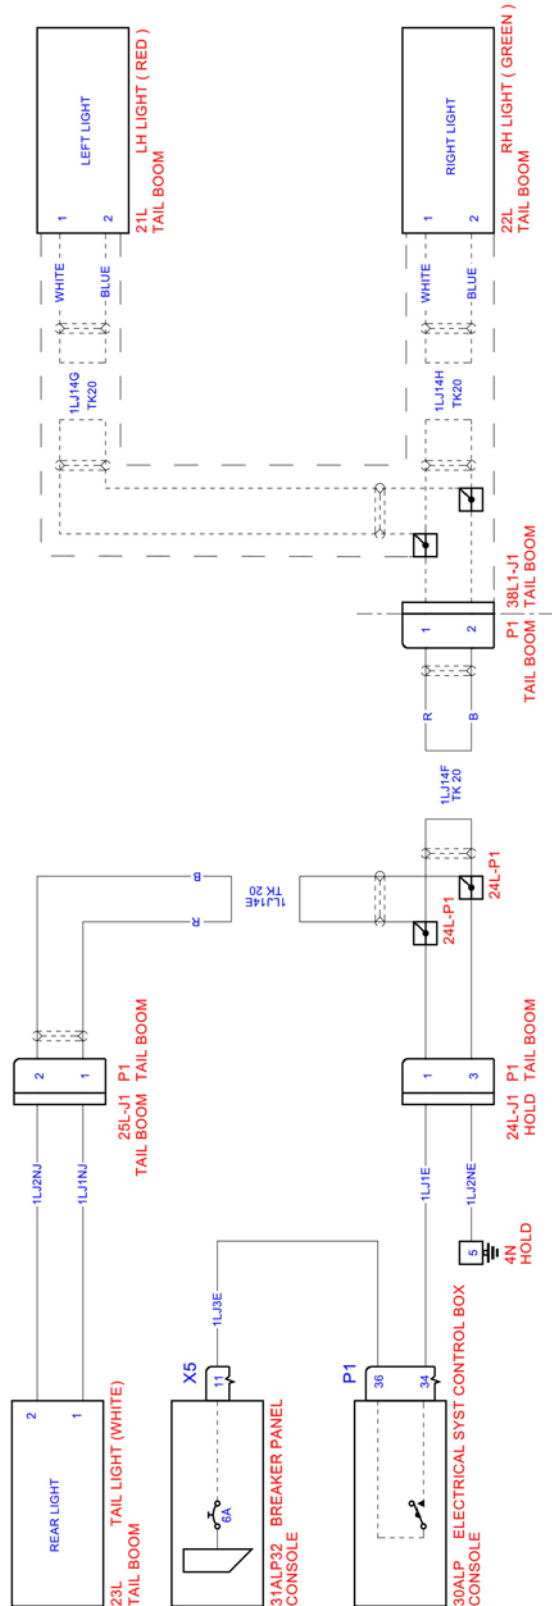 REAR LIGHT
2
1
23L TAIL LIGHT (WHITE)
TAIL BOOM
1LJ2NJ
1LJ1NJ
2
1
25L-J1 P1
TAIL BOOM TAIL BOOM
B
R
1LJ14E
TK 20
LEFT LIGHT
1
2
21L LH LIGHT ( RED )
TAIL BOOM
WHITE
BLUE
1LJ14G
TK20
6A
X5
11
31ALP32 BREAKER PANEL
CONSOLE
1LJ3E
P1
36
34
30ALP ELECTRICAL SYST CONTROL BOX
CONSOLE
1LJ1E
1LJ2NE
5
4N
HOLD
1
3
24L-J1 P1
HOLD TAIL BOOM
24L-P1
24L-P1
1LJ14F
TK 20
R
B
1
2
P1 38L1-J1
TAIL BOOM TAIL BOOM
1LJ14H
TK20
WHITE
BLUE
1
2
RIGHT LIGHT
22L RH LIGHT ( GREEN )
TAIL BOOM